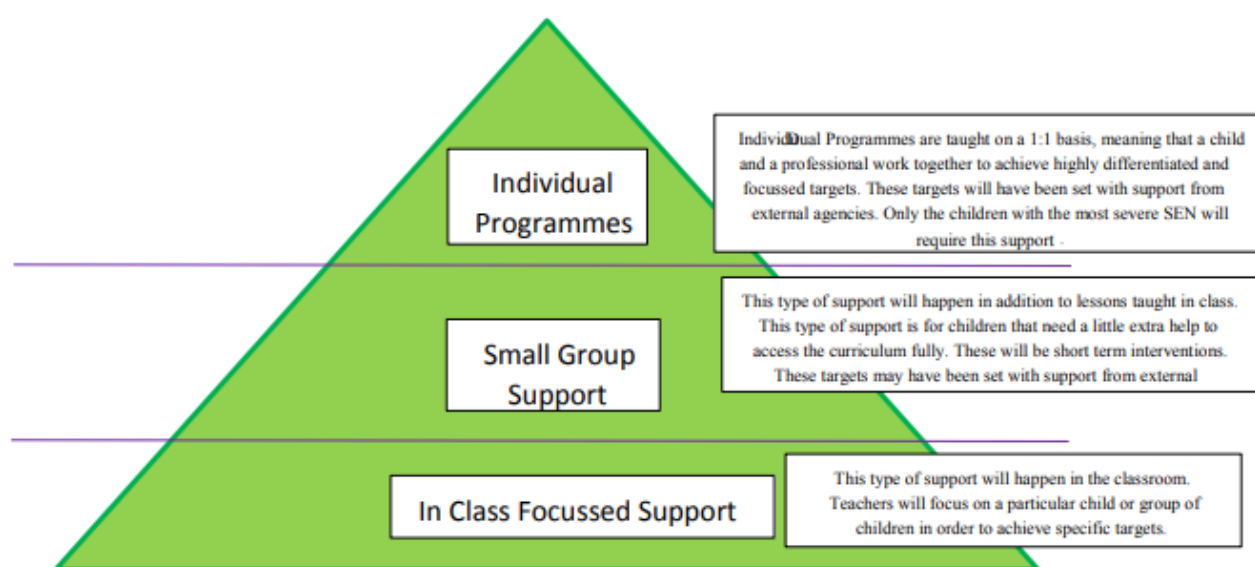 Individual
Programmes
IndividDual Programmes are taught on a 1:1 basis, meaning that a child
and a professional work together to achieve highly differentiated and
focussed targets. These targets will have been set with support from
external agencies. Only the children with the most severe SEN will
require this support .
Small Group
Support
This type of support will happen in addition to lessons taught in class.
This type of support is for children that need a little extra help to
access the curriculum fully. These will be short term interventions.
These targets may have been set with support from external
In Class Focussed Support
This type of support will happen in the classroom.
Teachers will focus on a particular child or group of
children in order to achieve specific targets.